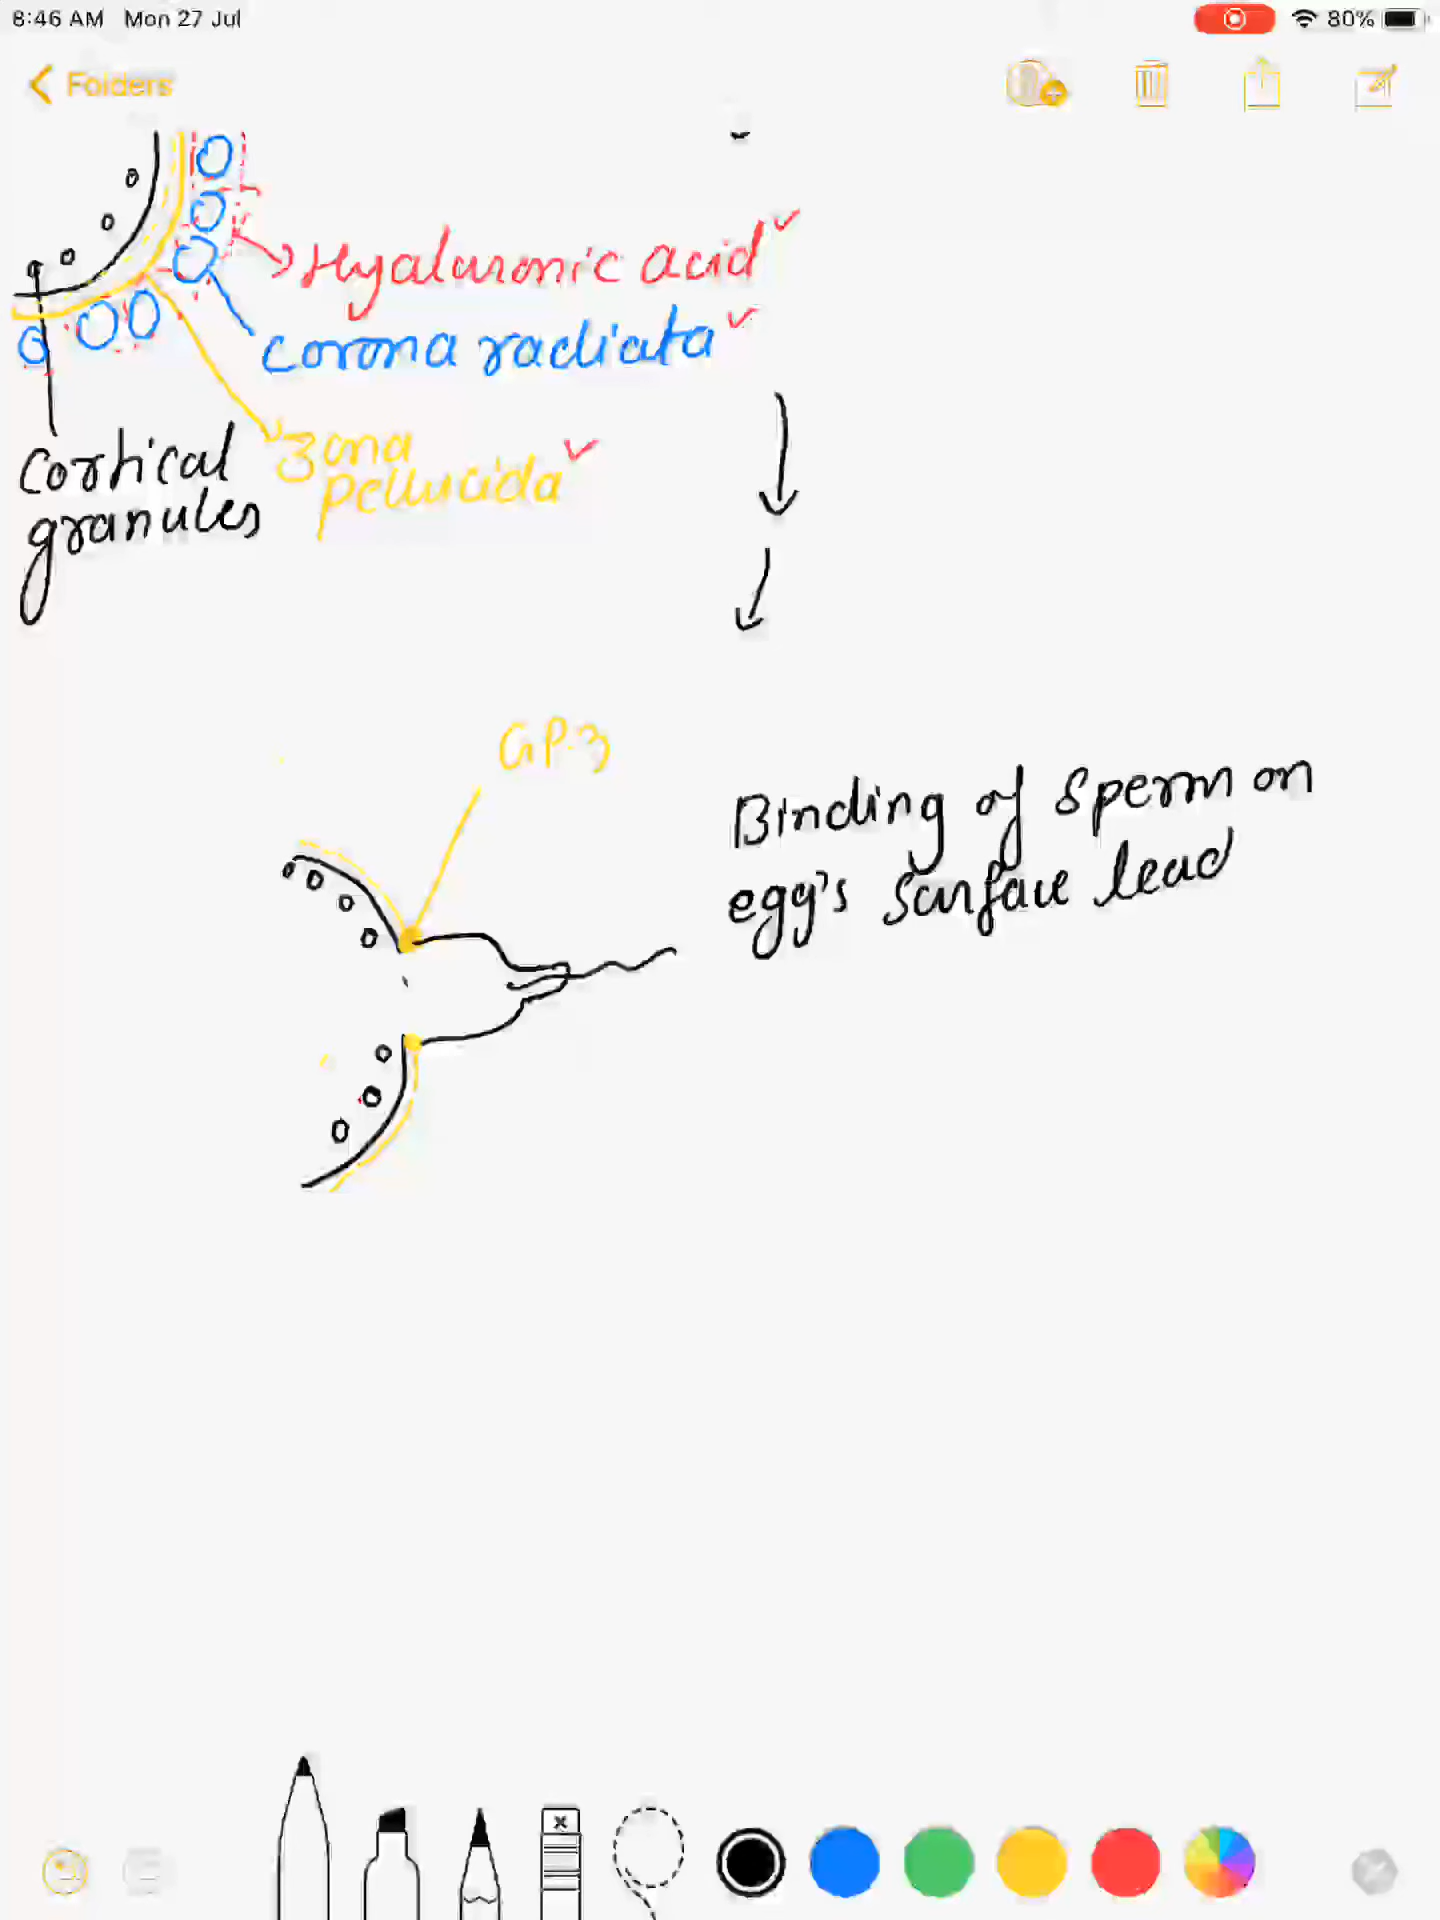 8:46 AM Mon 27 Jul
80%
Folders
Hyaluronic acid
Corona radiata
Cortical
granules
Zona
pellucida
GP3
Binding of Sperm on
egg's surface lead